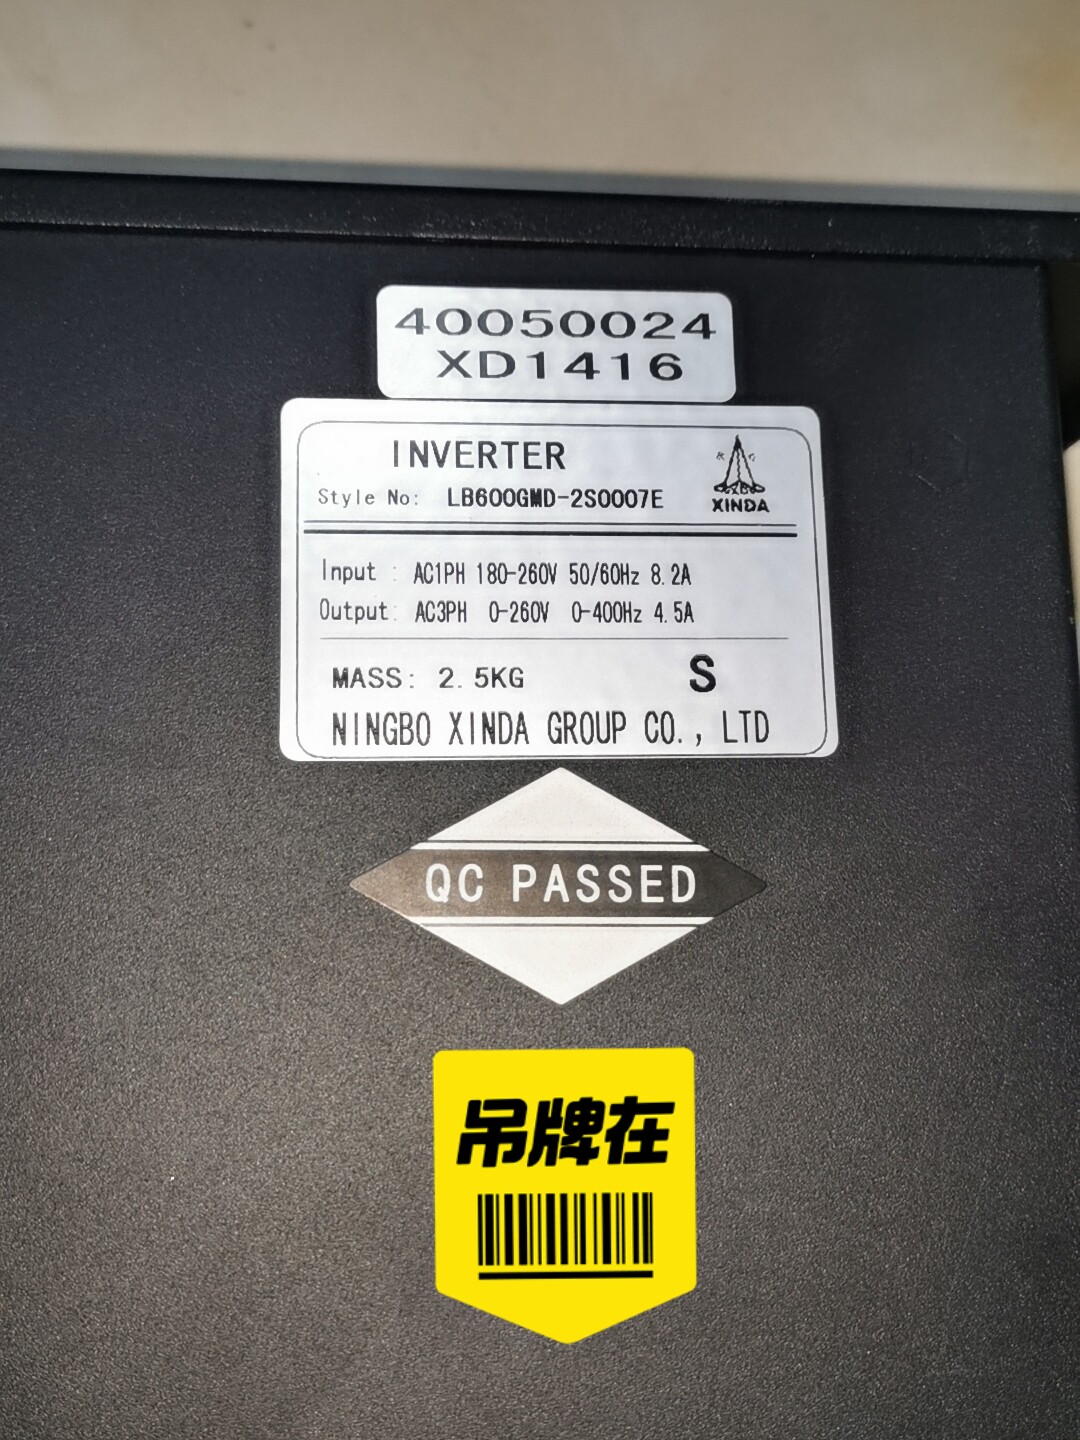 40050024
XD1416
INVERTER
Style No: LB600GMD-2S0007E
XINDA
Input : AC1PH 180-260V 50/60Hz 8.2A
Output: AC3PH 0-260V 0-400Hz 4.5A
MASS: 2.5KG S
NINGBO XINDA GROUP CO., LTD
QC PASSED
吊牌在